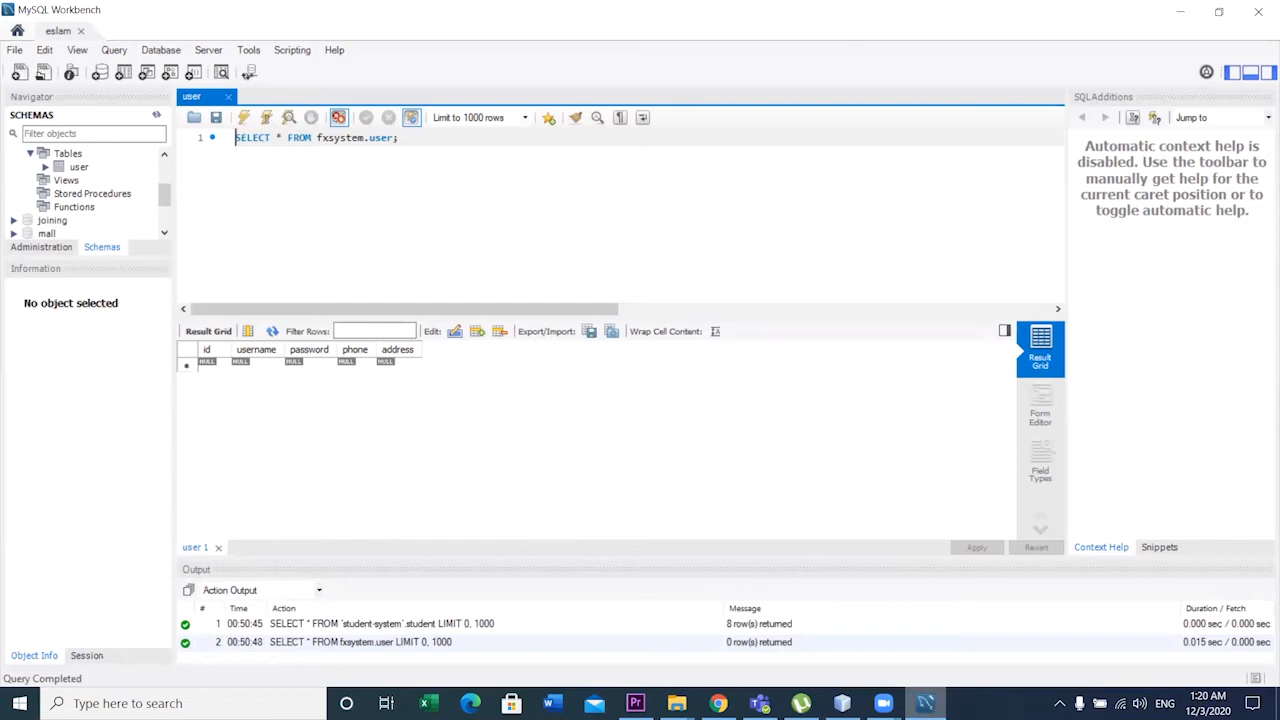 MySQL Workbench
eslam
File Edit View Query Database Server Tools Scripting Help
Navigator
SCHEMAS
Filter objects
Tables
user
Views
Stored Procedures
Functions
joining
mall
Administration Schemas
Information
No object selected
Object Info Session
user
Limit to 1000 rows
1 SELECT * FROM fxsystem.user;
Result Grid Filter Rows: Edit: Export/Import: Wrap Cell Content:
id username password phone address
NULL NULL NULL NULL NULL
Result Grid
Form Editor
Field Types
user 1 Apply Revert
SQLAdditions
Jump to
Automatic context help is
disabled. Use the toolbar to
manually get help for the
current caret position or to
toggle automatic help.
Context Help Snippets
Output
Action Output
# Time Action Message Duration / Fetch
1 00:50:45 SELECT * FROM `student-system`.student LIMIT 0, 1000 8 row(s) returned 0.000 sec / 0.000 sec
2 00:50:48 SELECT * FROM fxsystem.user LIMIT 0, 1000 0 row(s) returned 0.015 sec / 0.000 sec
Query Completed
Type here to search
ENG
1:20 AM
12/3/2020